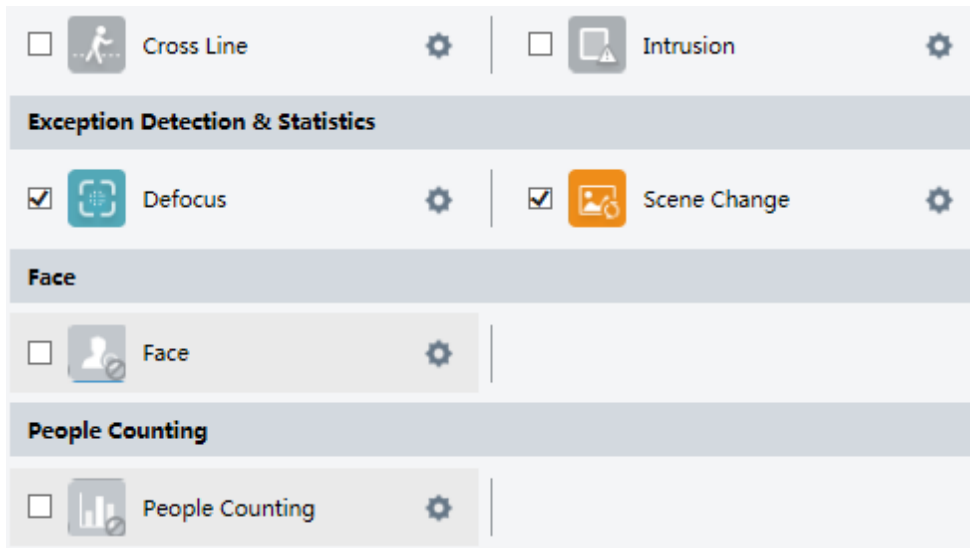 Cross Line Intrusion
Exception Detection & Statistics
Defocus Scene Change
Face
Face
People Counting
People Counting